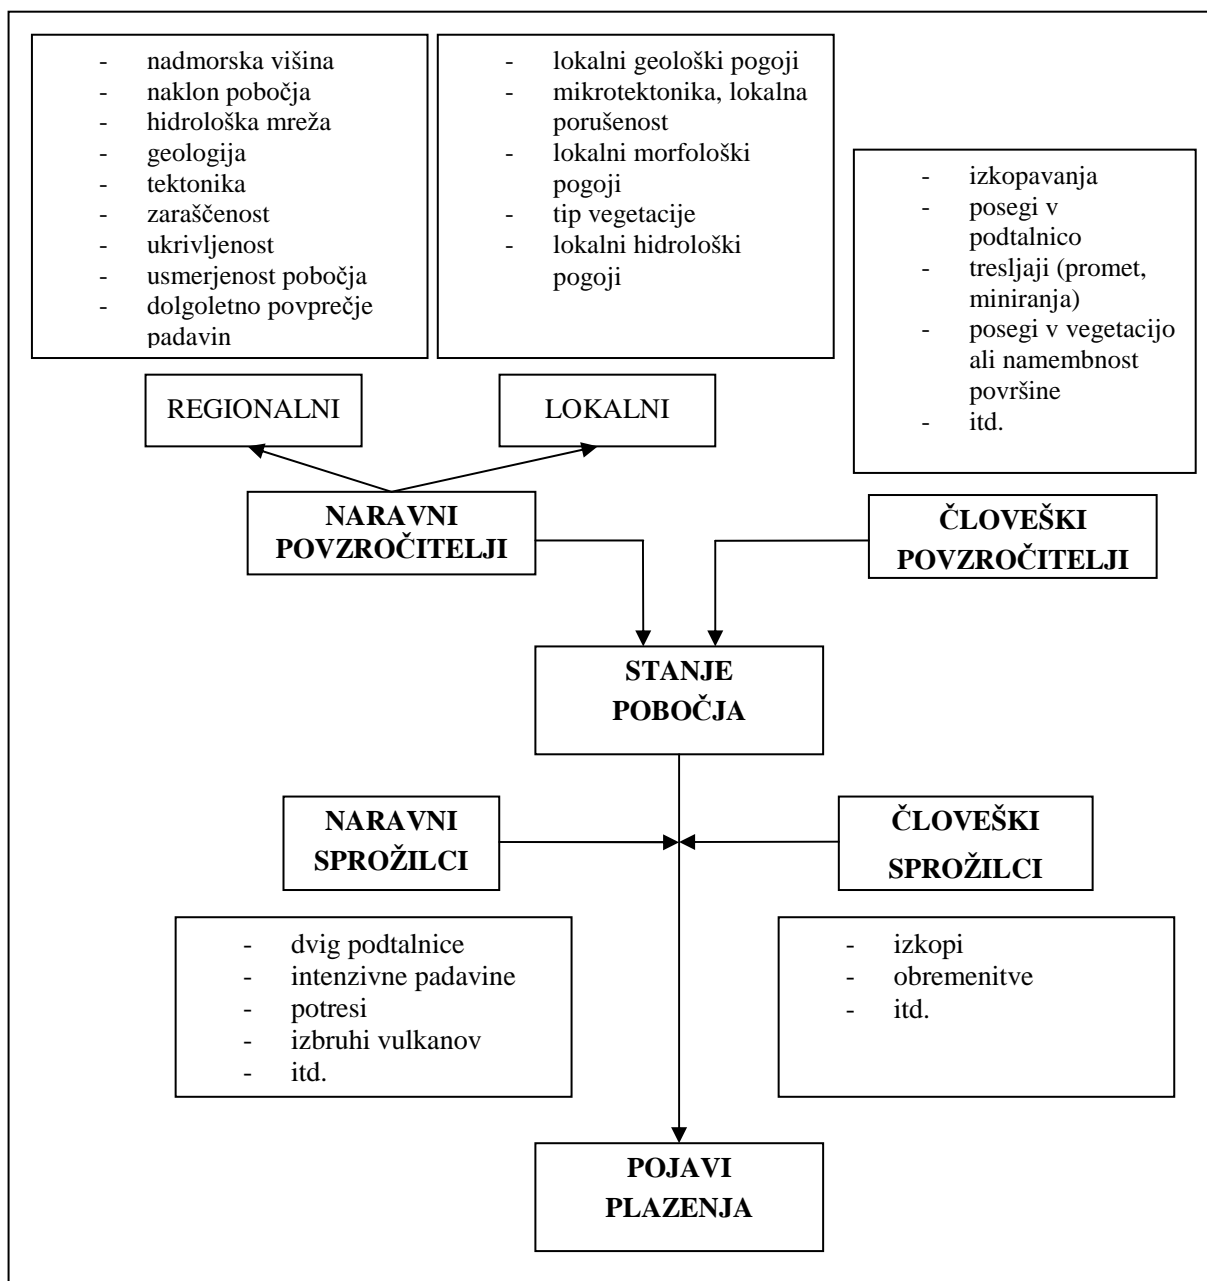 - nadmorska višina
- naklon pobočja
- hidrološka mreža
- geologija
- tektonika
- zaraščenost
- ukrivljenost
- usmerjenost pobočja
- dolgoletno povprečje
padavin
- lokalni geološki pogoji
- mikrotektonika, lokalna
porušenost
- lokalni morfološki
pogoji
- tip vegetacije
- lokalni hidrološki
pogoji
- izkopavanja
- posegi v
podtalnico
- tresljaji (promet,
miniranja)
- posegi v vegetacijo
ali namembnost
površine
- itd.
REGIONALNI
LOKALNI
NARAVNI
POVZROČITELJI
ČLOVEŠKI
POVZROČITELJI
STANJE
POBOČJA
NARAVNI
SPROŽILCI
ČLOVEŠKI
SPROŽILCI
- dvig podtalnice
- intenzivne padavine
- potresi
- izbruhi vulkanov
- itd.
- izkopi
- obremenitve
- itd.
POJAVI
PLAZENJA